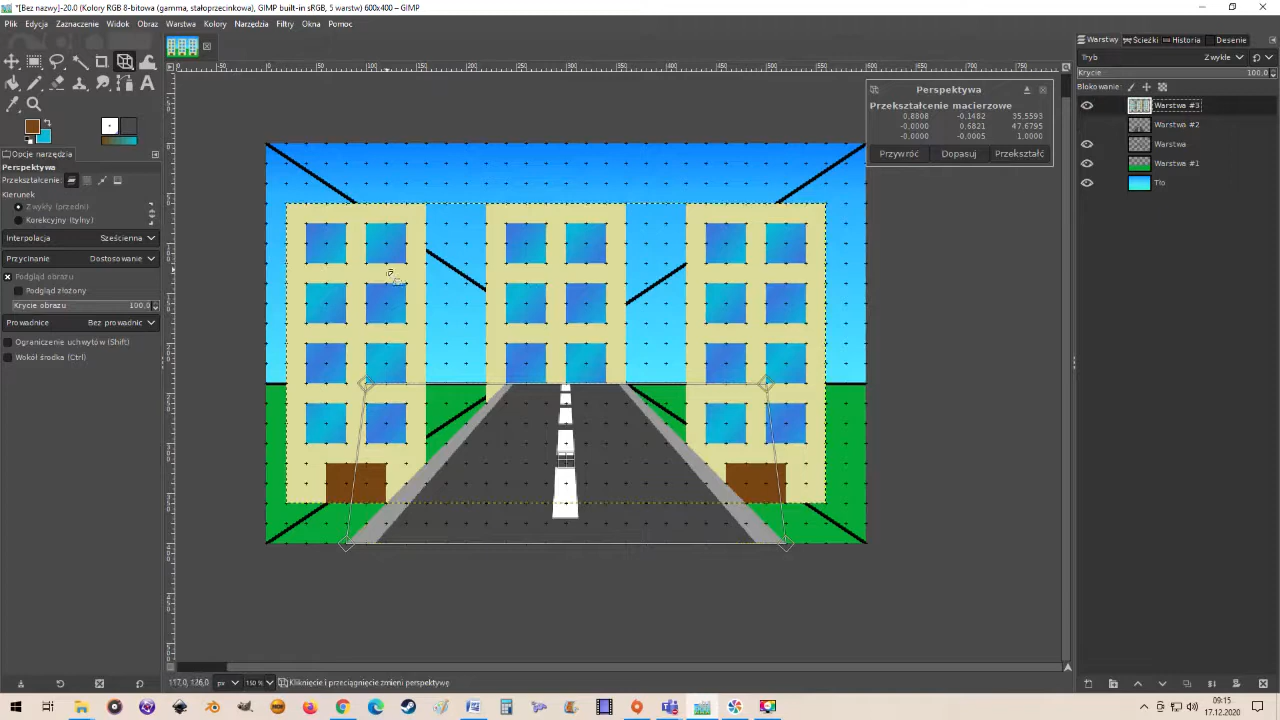 *[Bez nazwy]-20.0 (Kolory RGB 8-bitowa (gamma, stałoprzecinkowa), GIMP built-in sRGB, 5 warstw) 600x400 – GIMP
Plik Edycja Zaznaczenie Widok Obraz Warstwa Kolory Narzędzia Filtry Okna Pomoc
Warstwy Ścieżki Historia Desenie
Tryb Zwykłe
Krycie 100,0
Blokowanie:
Warstwa #3
Warstwa #2
Warstwa
Warstwa #1
Tło
Perspektywa
Przekształcenie macierzowe
0,8808 -0,1482 35,5593
-0,0000 0,6821 47,6795
-0,0000 -0,0005 1,0000
Przywróć Dopasuj Przekształć
Opcje narzędzia
Perspektywa
Przekształcenie:
Kierunek
Zwykły (przedni)
Korekcyjny (tylny)
Interpolacja Sześcienna
Przycinanie Dostosowanie
Podgląd obrazu
Podgląd złożony
Krycie obrazu 100,0
Prowadnice Bez prowadnic
Ograniczenie uchwytów (Shift)
Wokół środka (Ctrl)
117,0, 126,0 px 150 % Kliknięcie i przeciągnięcie zmieni perspektywę
09:15
17.12.2020